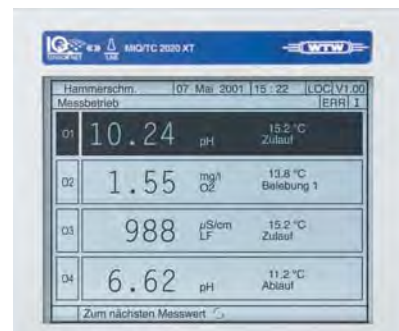 IQ LAB MIQ/TC 2020 XT WTW
Hammerschm. 07 Mai 2001 15:22 LOC V1.00
Messbetrieb ERR I
01 10.24 pH 15.2 °C Zulauf
02 1.55 mg/l O2 13.8 °C Belebung 1
03 988 µS/cm LF 15.2 °C Zulauf
04 6.62 pH 11.2 °C Ablauf
Zum nächsten Messwert